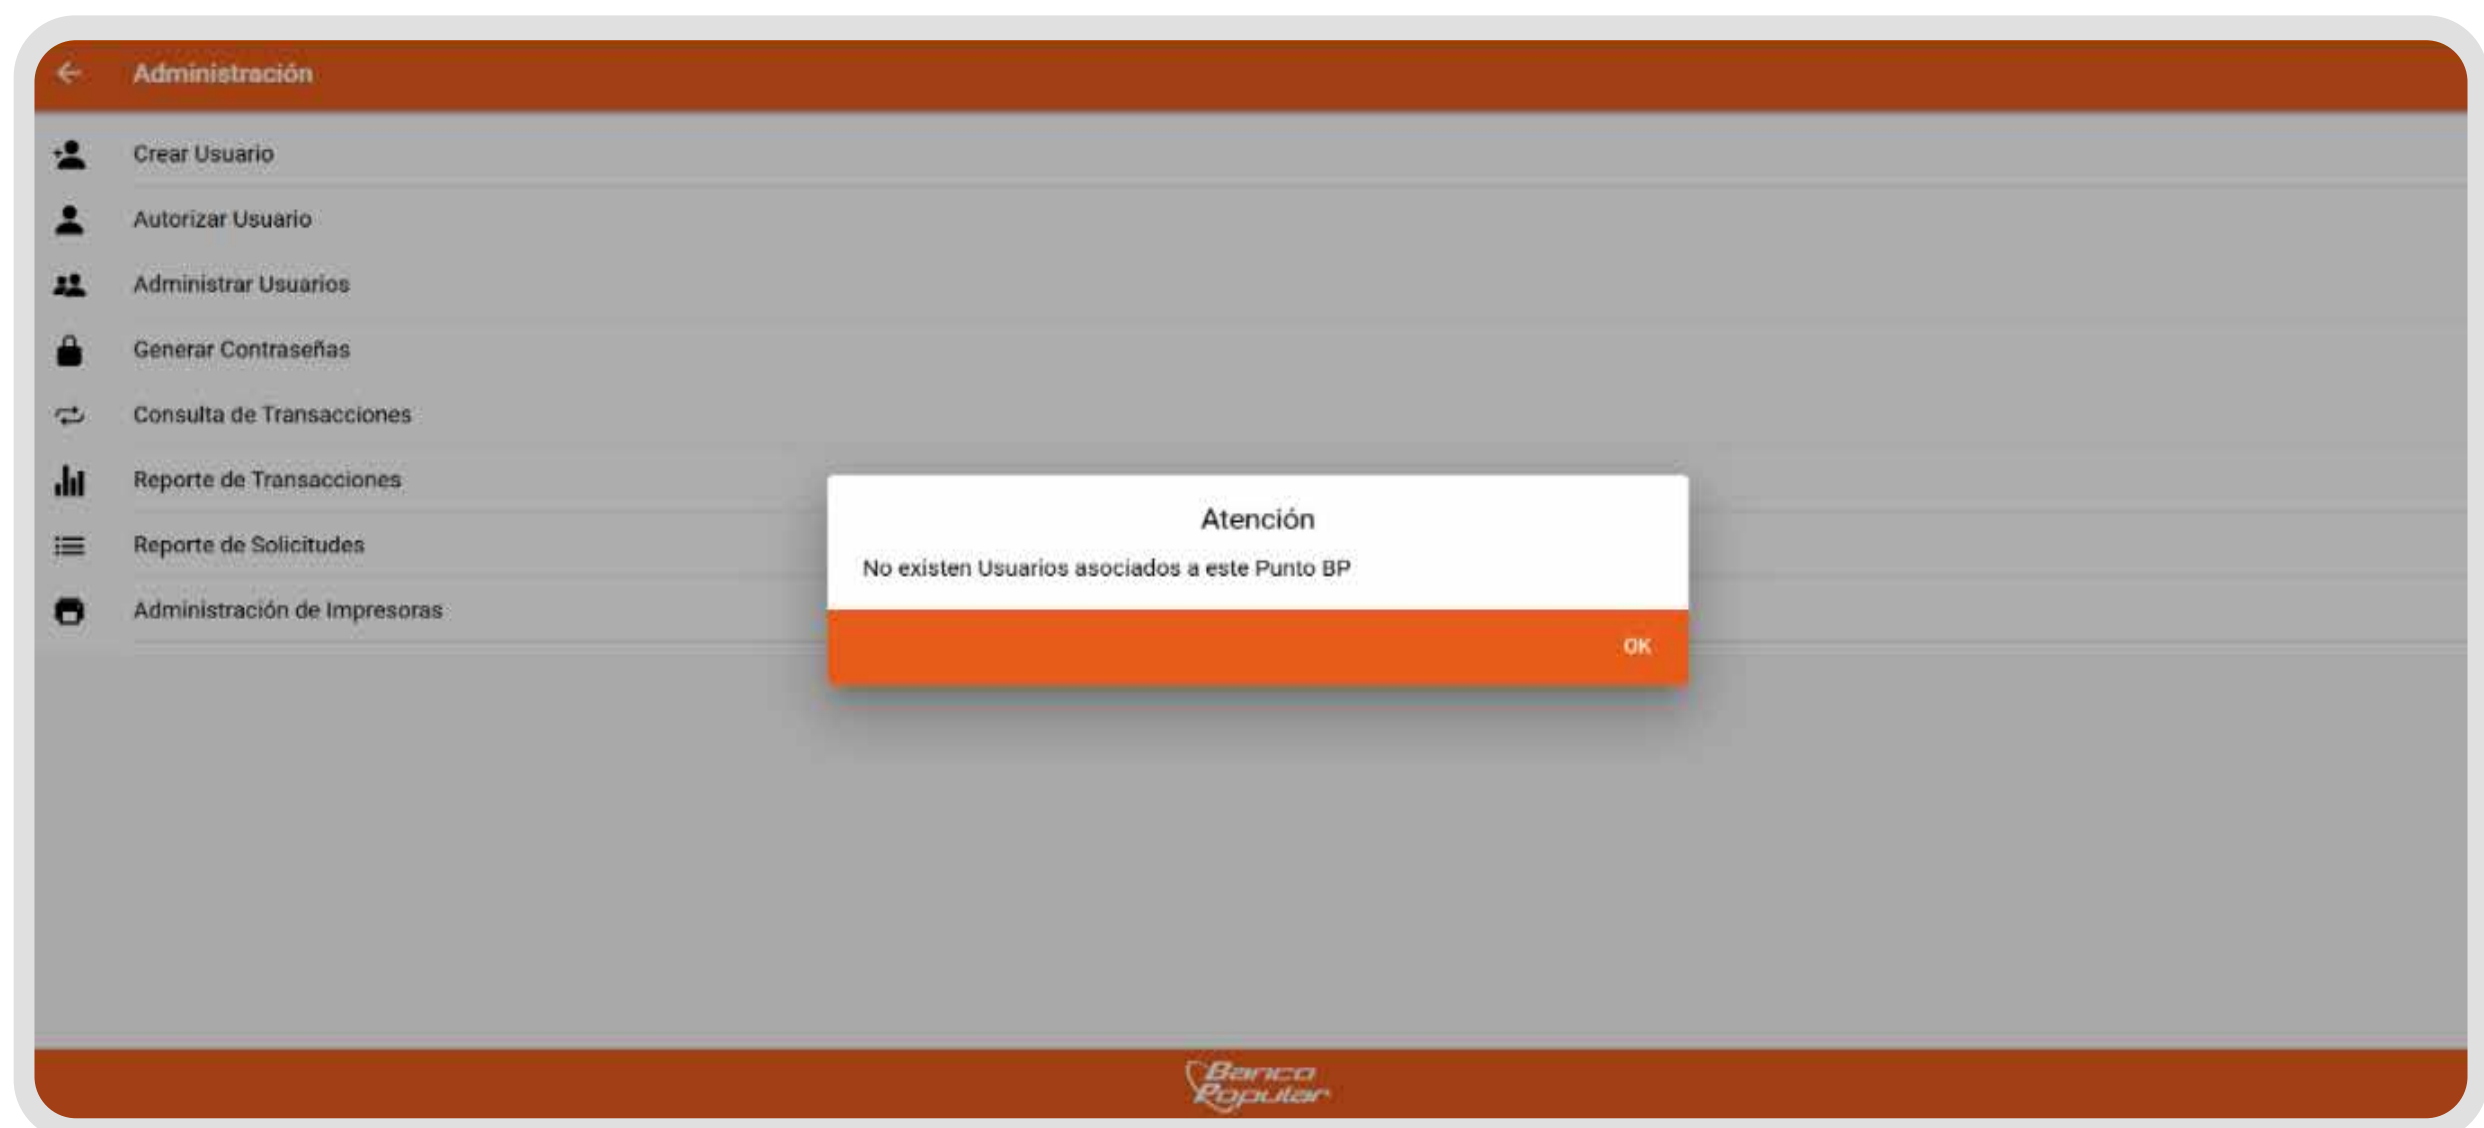 Administración
Crear Usuario
Autorizar Usuario
Administrar Usuarios
Generar Contraseñas
Consulta de Transacciones
Reporte de Transacciones
Reporte de Solicitudes
Administración de Impresoras
Atención
No existen Usuarios asociados a este Punto BP
OK
Banco
Popular